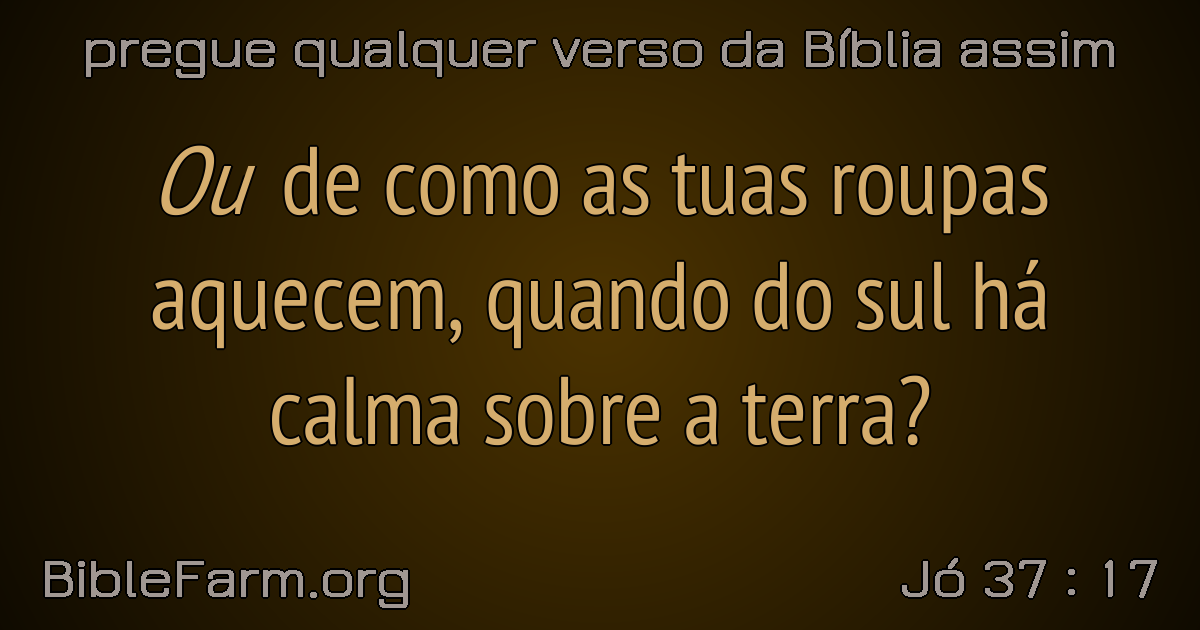 pregue qualquer verso da Bíblia assim
Ou de como as tuas roupas
aquecem, quando do sul há
calma sobre a terra?
BibleFarm.org
Jó 37 : 17